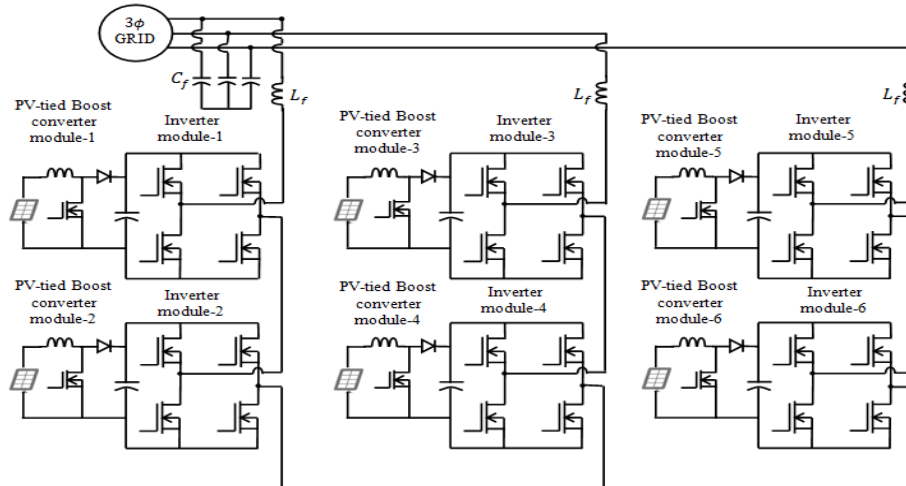 3ϕ
GRID
C_f
L_f
L_f
L_f
PV-tied Boost
converter
module-1
Inverter
module-1
PV-tied Boost
converter
module-3
Inverter
module-3
PV-tied Boost
converter
module-5
Inverter
module-5
PV-tied Boost
converter
module-2
Inverter
module-2
PV-tied Boost
converter
module-4
Inverter
module-4
PV-tied Boost
converter
module-6
Inverter
module-6